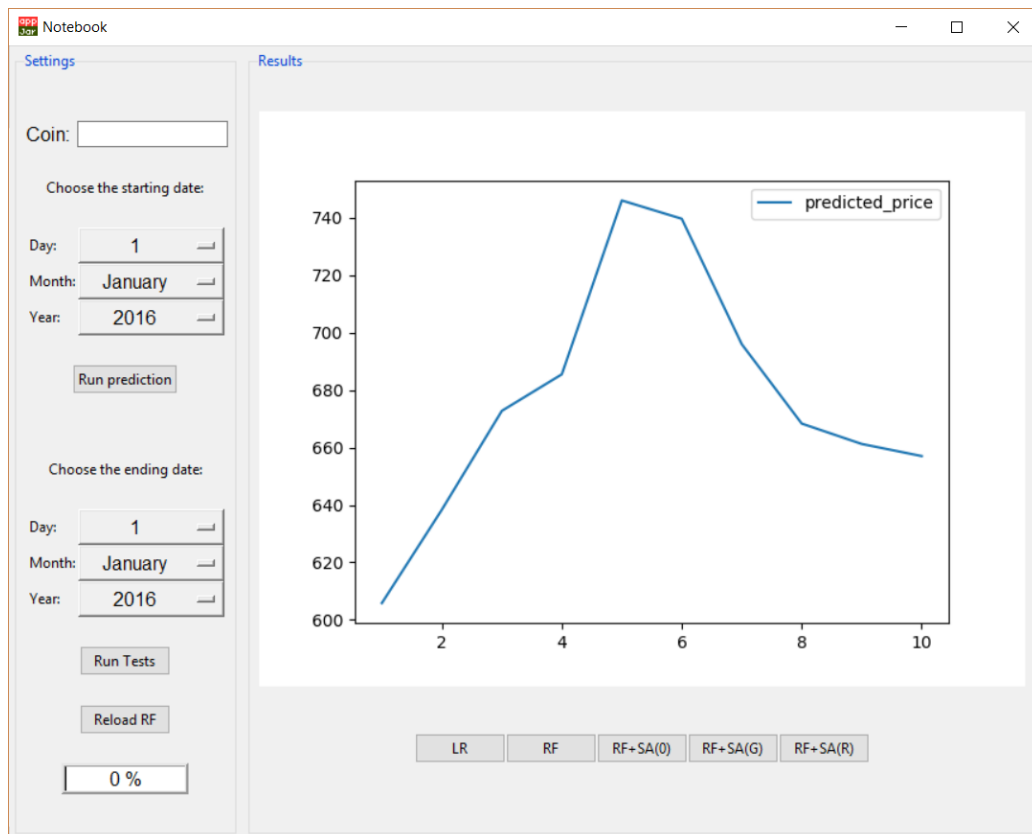 app
Jar
Notebook
Settings
Coin:
Choose the starting date:
Day: 1
Month: January
Year: 2016
Run prediction
Choose the ending date:
Day: 1
Month: January
Year: 2016
Run Tests
Reload RF
0 %
Results
predicted_price
740
720
700
680
660
640
620
600
2 4 6 8 10
LR RF RF+SA(0) RF+SA(G) RF+SA(R)